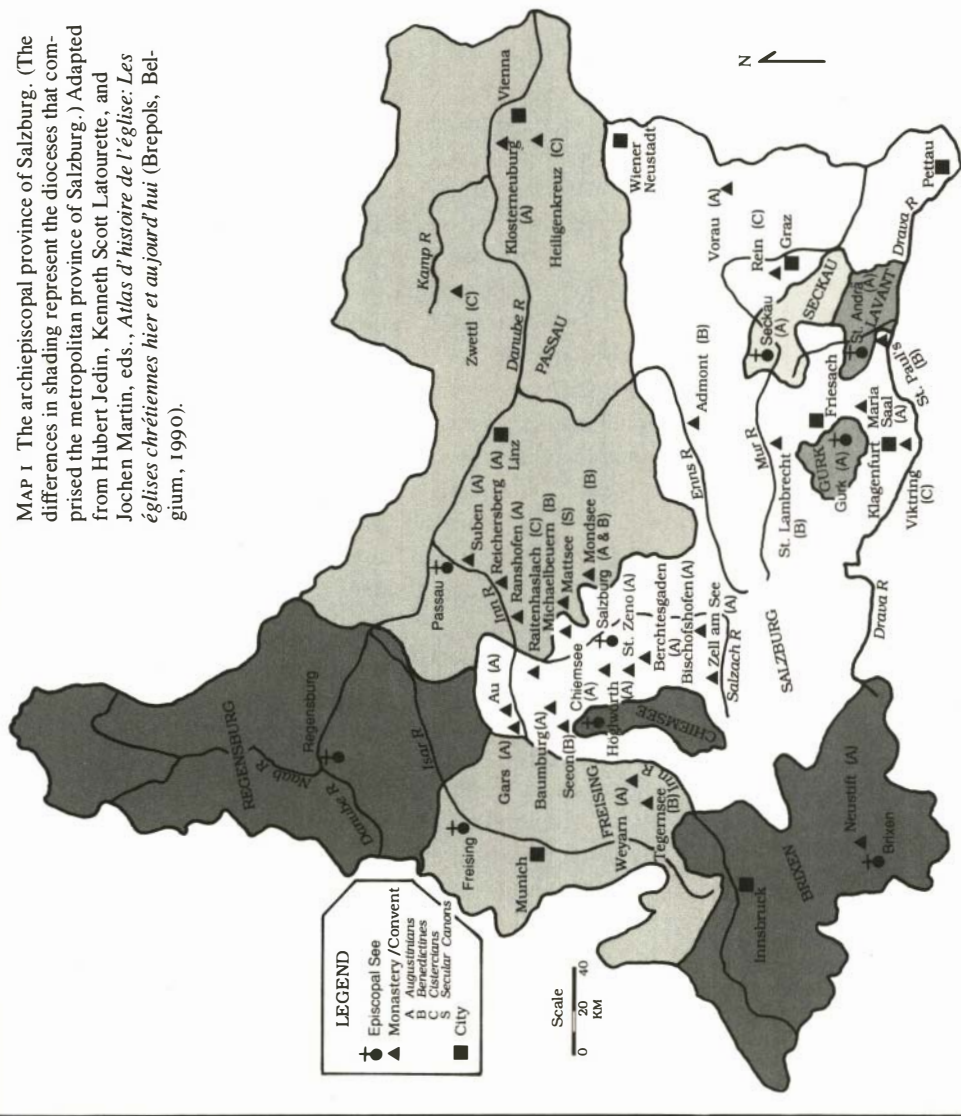 MAP I The archiepiscopal province of Salzburg. (The
differences in shading represent the dioceses that com-
prised the metropolitan province of Salzburg.) Adapted
from Hubert Jedin, Kenneth Scott Latourette, and
Jochen Martin, eds., Atlas d'histoire de l'église: Les
églises chrétiennes hier et aujourd'hui (Brepols, Bel-
gium, 1990).
LEGEND
Episcopal See
Monastery/Convent
A Augustinians
B Benedictines
C Cistercians
S Secular Canons
City
Scale
0 20 40
KM
N
REGENSBURG
Naab R
Regensburg
Danube R
Isar R
Freising
Munich
FREISING
Weyarn (A)
Tegernsee
(B)
Inn R
Innsbruck
BRIXEN
Neustift (A)
Brixen
Passau
Inn R
Suben (A)
Reichersberg (A)
Ranshofen (A)
Raitenhaslach (C)
Michaelbeuern (B)
Mattsee (S)
Mondsee (B)
Salzburg (A & B)
St. Zeno (A)
Berchtesgaden
(A)
Bischofshofen (A)
Zell am See
(A)
Salzach R
SALZBURG
Au (A)
Gars (A)
Baumburg (A)
Seeon (B)
Chiemsee
(A)
Höglwörth
(A)
CHIEMSEE
Linz
Kamp R
Zwettl (C)
Danube R
PASSAU
Vienna
Klosterneuburg
(A)
Heiligenkreuz (C)
Wiener
Neustadt
Enns R
Admont (B)
Mur R
Vorau (A)
Rein (C)
Graz
Seckau
(A)
SECKAU
St. Andrä
(A)
LAVANT
St. Lambrecht
(B)
Friesach
GURK
Gurk (A)
Maria
Saal
(A)
Klagenfurt
Viktring
(C)
St. Paul's
(B)
Drava R
Drava R
Pettau